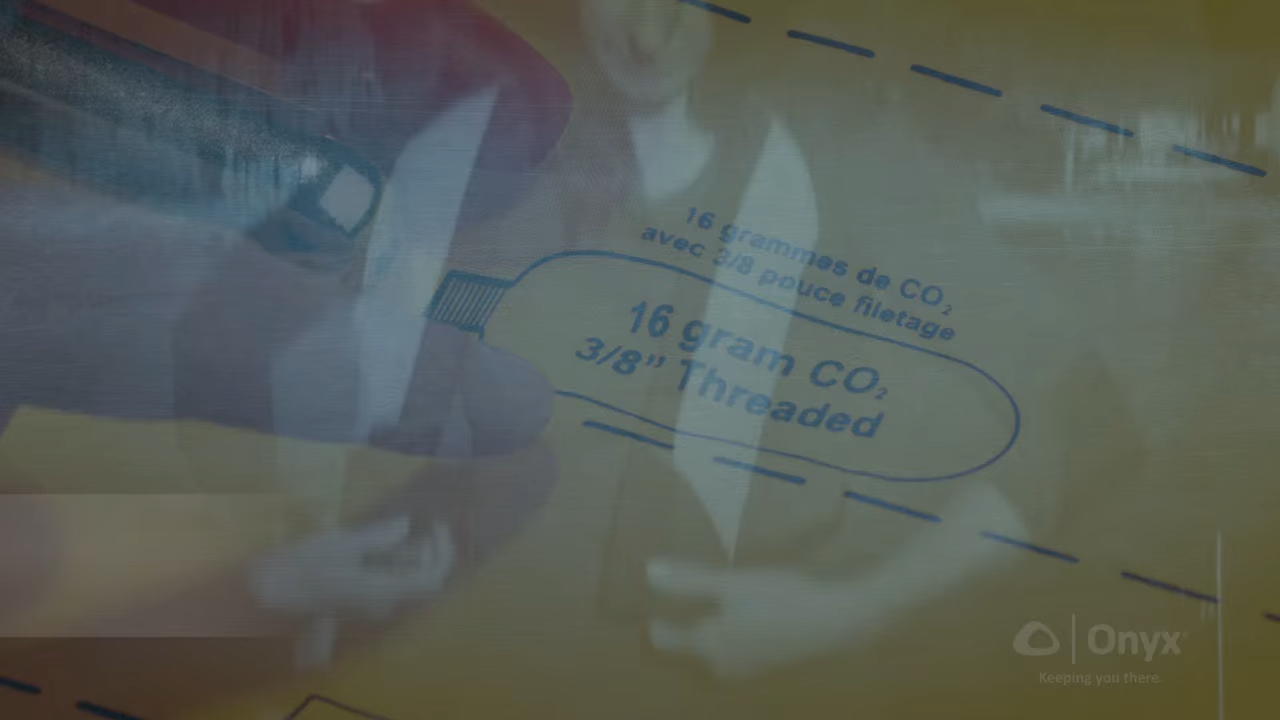 16 grammes de CO₂
avec 3/8 pouce filetage
16 gram CO₂
3/8” Threaded
Onyx
Keeping you there.